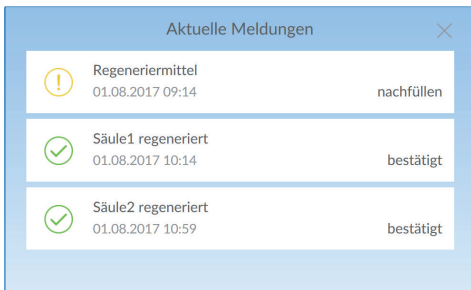 Aktuelle Meldungen
Regeneriermittel
01.08.2017 09:14
nachfüllen
Säule1 regeneriert
01.08.2017 10:14
bestätigt
Säule2 regeneriert
01.08.2017 10:59
bestätigt